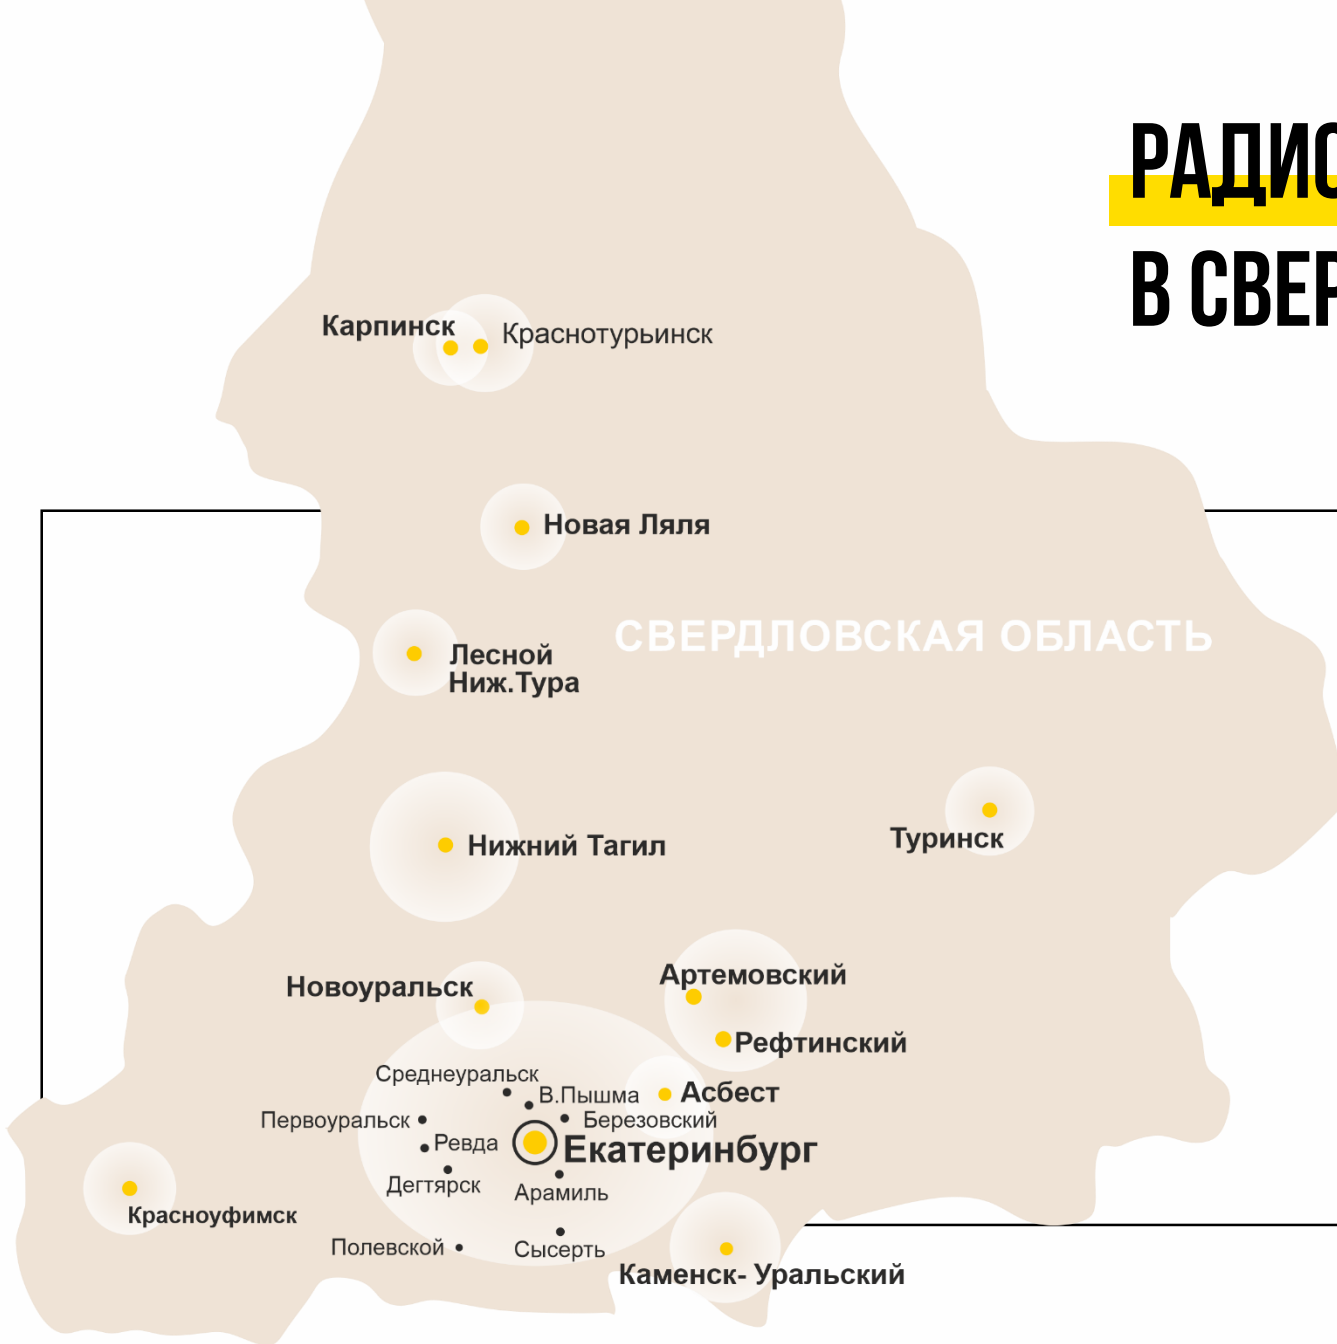 РАДИО
В СВЕР
Карпинск
Краснотурьинск
Новая Ляля
СВЕРДЛОВСКАЯ ОБЛАСТЬ
Лесной
Ниж.Тура
Нижний Тагил
Туринск
Артемовский
Новоуральск
Рефтинский
Среднеуральск
В.Пышма
Асбест
Первоуральск
Березовский
Ревда
Екатеринбург
Дегтярск
Арамиль
Красноуфимск
Полевской
Сысерть
Каменск- Уральский